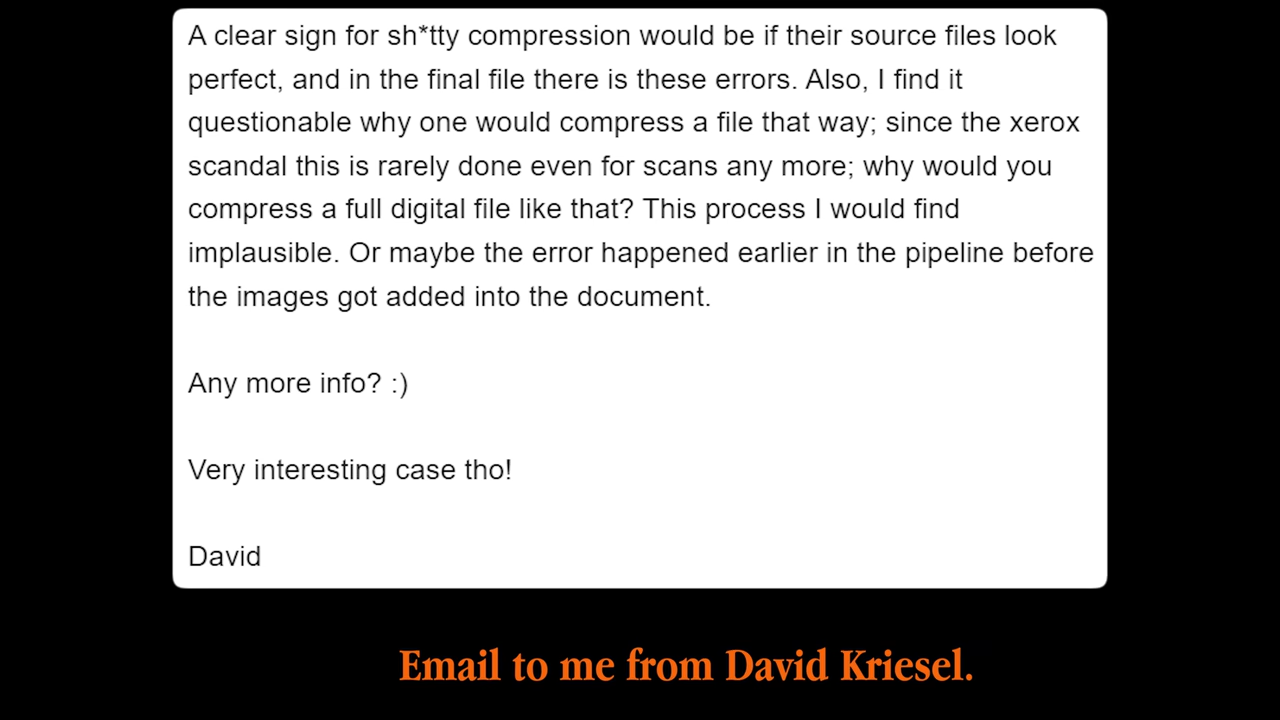 A clear sign for sh*tty compression would be if their source files look
perfect, and in the final file there is these errors. Also, I find it
questionable why one would compress a file that way; since the xerox
scandal this is rarely done even for scans any more; why would you
compress a full digital file like that? This process I would find
implausible. Or maybe the error happened earlier in the pipeline before
the images got added into the document.
Any more info? :)
Very interesting case tho!
David
Email to me from David Kriesel.